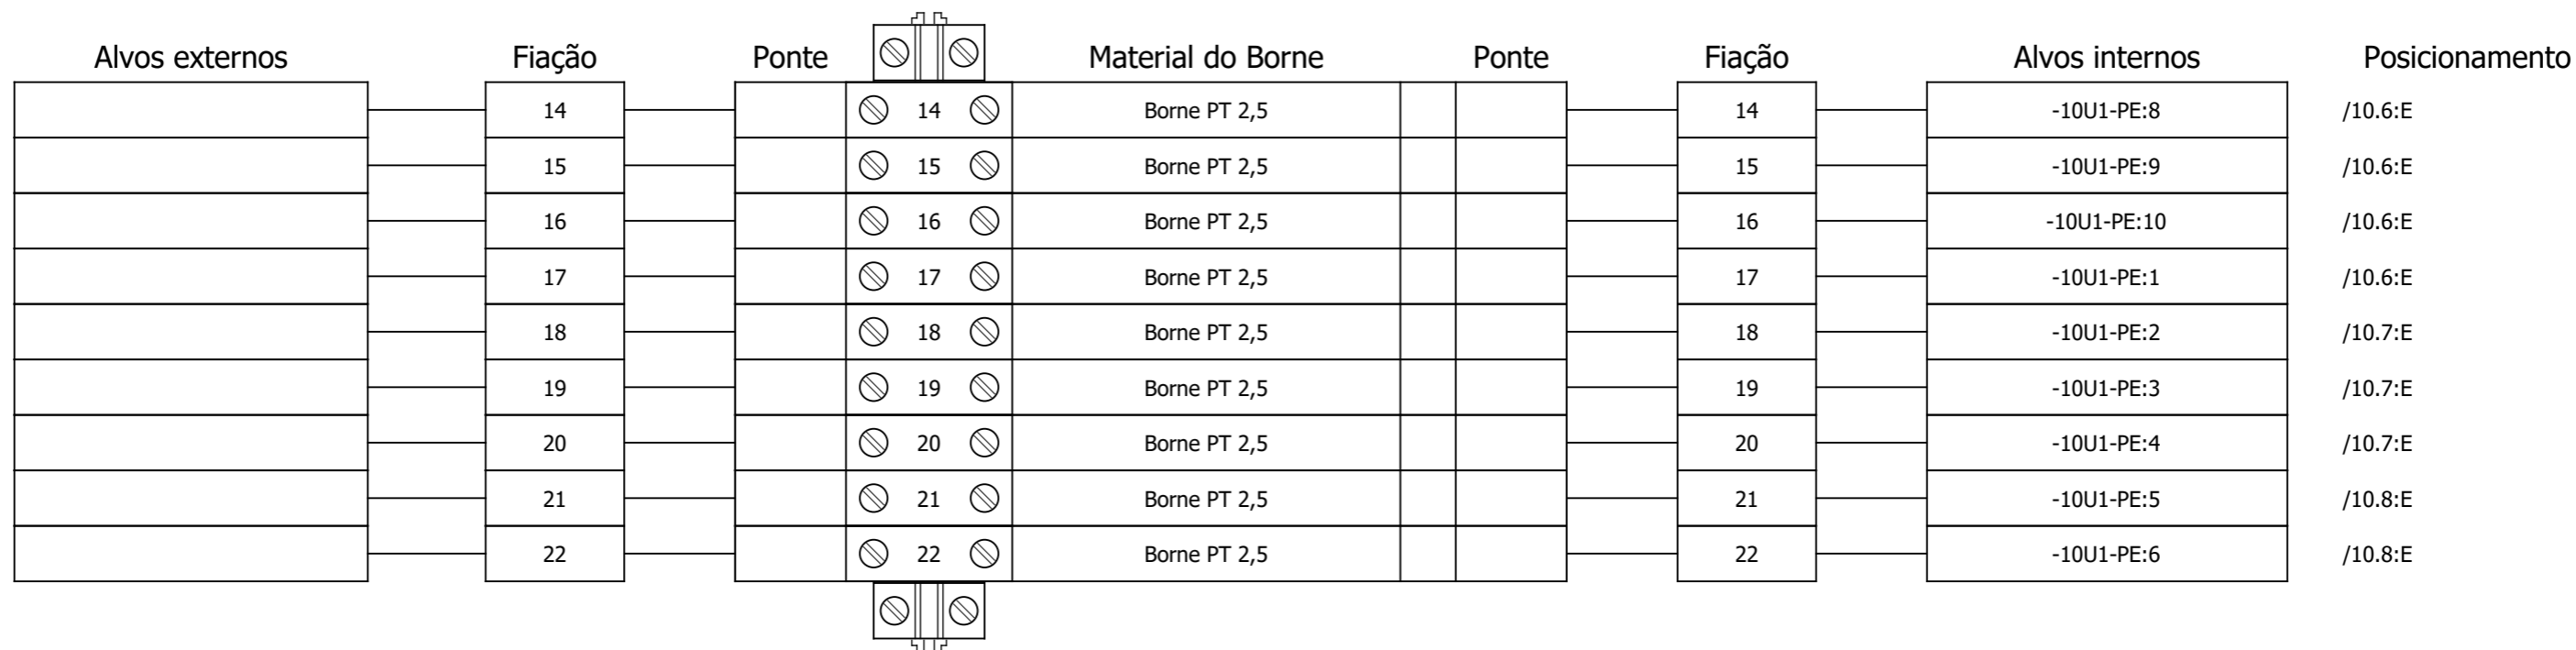 Alvos externos Fiação Ponte Material do Borne Ponte Fiação Alvos internos Posicionamento
14 14 Borne PT 2,5 14 -10U1-PE:8 /10.6:E
15 15 Borne PT 2,5 15 -10U1-PE:9 /10.6:E
16 16 Borne PT 2,5 16 -10U1-PE:10 /10.6:E
17 17 Borne PT 2,5 17 -10U1-PE:1 /10.6:E
18 18 Borne PT 2,5 18 -10U1-PE:2 /10.7:E
19 19 Borne PT 2,5 19 -10U1-PE:3 /10.7:E
20 20 Borne PT 2,5 20 -10U1-PE:4 /10.7:E
21 21 Borne PT 2,5 21 -10U1-PE:5 /10.8:E
22 22 Borne PT 2,5 22 -10U1-PE:6 /10.8:E